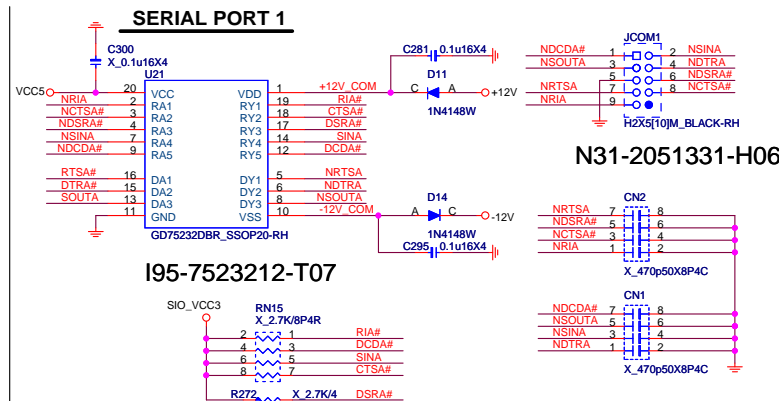 SERIAL PORT 1
C300
X_0.1u16X4
U21
VCC5
20 VCC VDD 1 +12V_COM
NRIA 2 RA1 RY1 19 RIA#
NCTSA# 3 RA2 RY2 18 CTSA#
NDSRA# 4 RA3 RY3 17 DSRA#
NSINA 7 RA4 RY4 14 SINA
NDCDA# 9 RA5 RY5 12 DCDA#
RTSA# 16 DA1 DY1 5 NRTSA
DTRA# 15 DA2 DY2 6 NDTRA
SOUTA 13 DA3 DY3 8 NSOUTA
11 GND VSS 10 -12V_COM
GD75232DBR_SSOP20-RH
I95-7523212-T07
C281 0.1u16X4
D11
C A +12V
1N4148W
D14
A C -12V
1N4148W
C295 0.1u16X4
JCOM1
NDCDA# 1 2 NSINA
NSOUTA 3 4 NDTRA
5 6 NDSRA#
NRTSA 7 8 NCTSA#
NRIA 9
H2X5[10]M_BLACK-RH
N31-2051331-H06
CN2
NRTSA 7 8
NDSRA# 5 6
NCTSA# 3 4
NRIA 1 2
X_470p50X8P4C
CN1
NDCDA# 7 8
NSOUTA 5 6
NSINA 3 4
NDTRA 1 2
X_470p50X8P4C
SIO_VCC3
RN15
X_2.7K/8P4R
2 1 RIA#
4 3 DCDA#
6 5 SINA
8 7 CTSA#
R272 X_2.7K/4 DSRA#